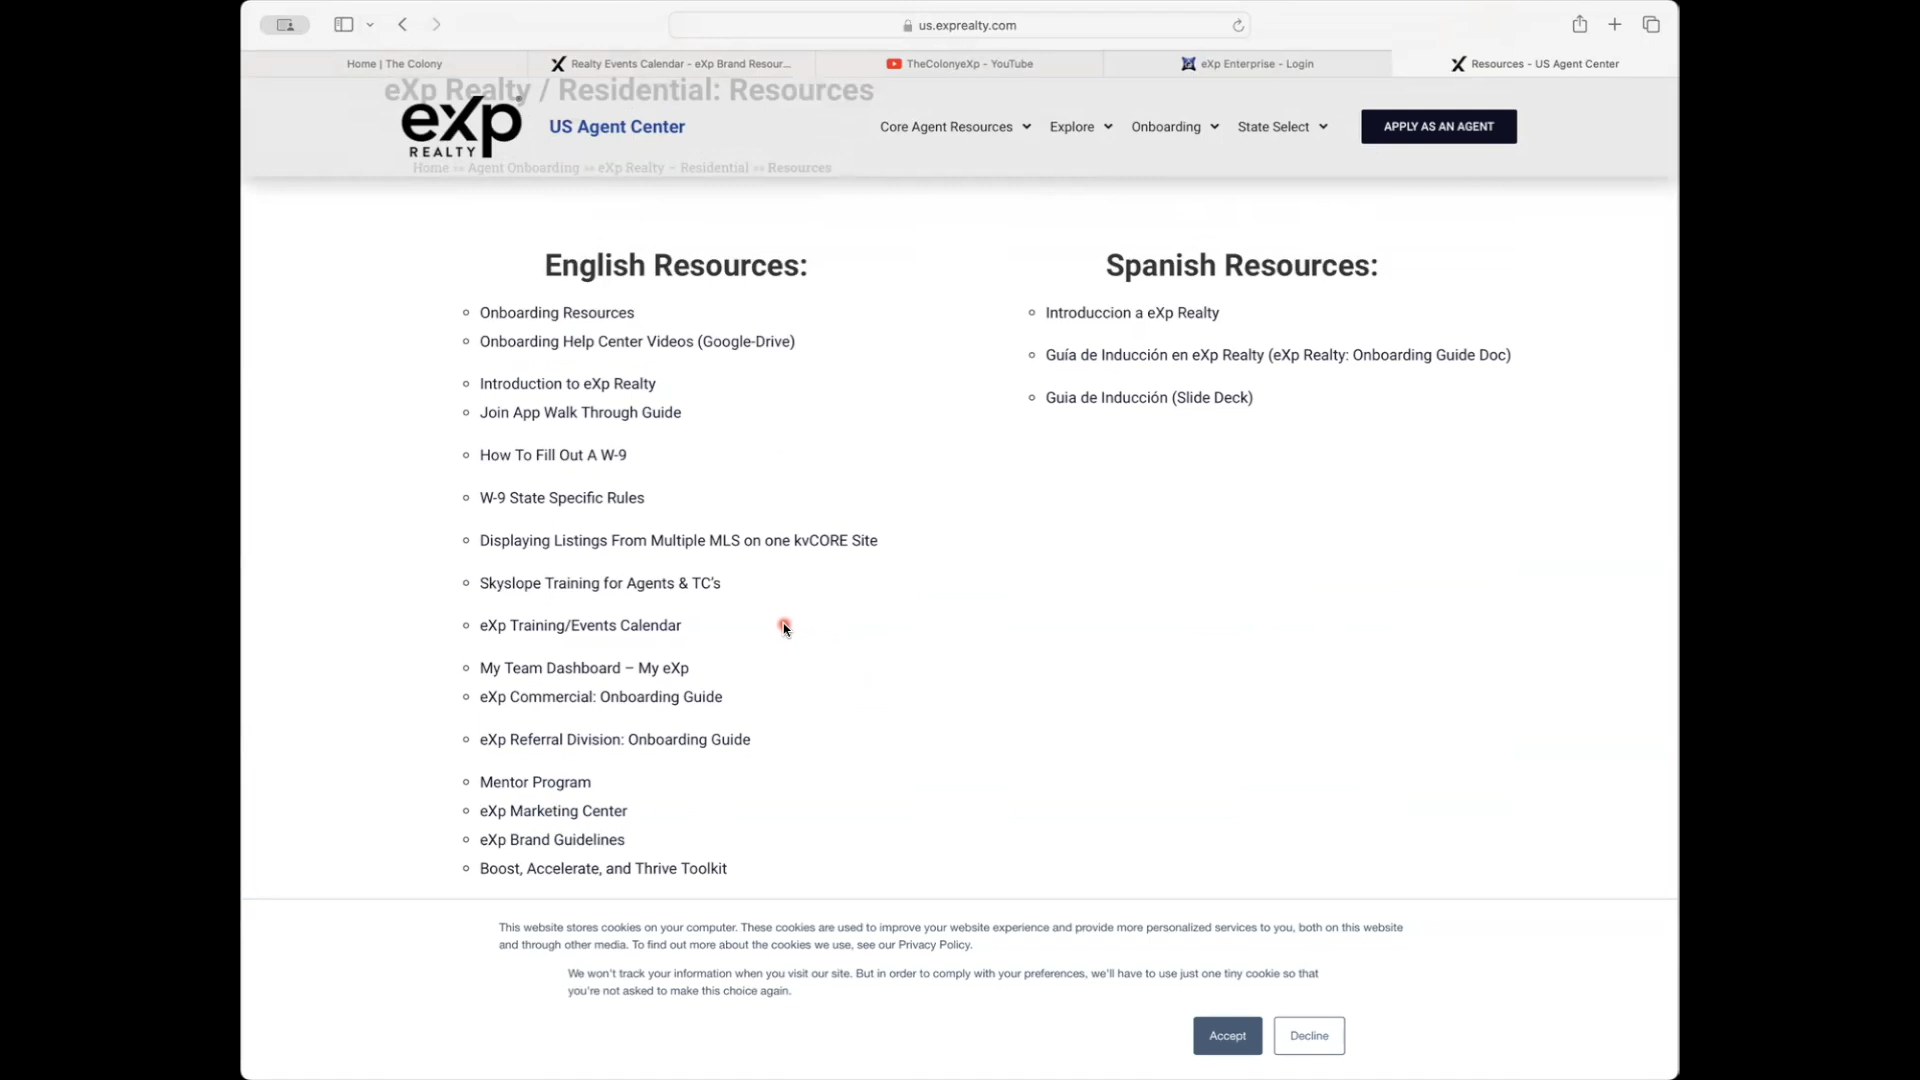 us.exprealty.com
Home | The Colony
Realty Events Calendar - eXp Brand Resour...
TheColonyeXp - YouTube
eXp Enterprise - Login
Resources - US Agent Center
eXp Realty / Residential: Resources
eXp
REALTY
US Agent Center
Core Agent Resources
Explore
Onboarding
State Select
APPLY AS AN AGENT
Home » Agent Onboarding » eXp Realty – Residential » Resources
English Resources:
Onboarding Resources
Onboarding Help Center Videos (Google-Drive)
Introduction to eXp Realty
Join App Walk Through Guide
How To Fill Out A W-9
W-9 State Specific Rules
Displaying Listings From Multiple MLS on one kvCORE Site
Skyslope Training for Agents & TC's
eXp Training/Events Calendar
My Team Dashboard – My eXp
eXp Commercial: Onboarding Guide
eXp Referral Division: Onboarding Guide
Mentor Program
eXp Marketing Center
eXp Brand Guidelines
Boost, Accelerate, and Thrive Toolkit
Spanish Resources:
Introduccion a eXp Realty
Guía de Inducción en eXp Realty (eXp Realty: Onboarding Guide Doc)
Guia de Inducción (Slide Deck)
This website stores cookies on your computer. These cookies are used to improve your website experience and provide more personalized services to you, both on this website
and through other media. To find out more about the cookies we use, see our Privacy Policy.
We won't track your information when you visit our site. But in order to comply with your preferences, we'll have to use just one tiny cookie so that
you're not asked to make this choice again.
Accept
Decline